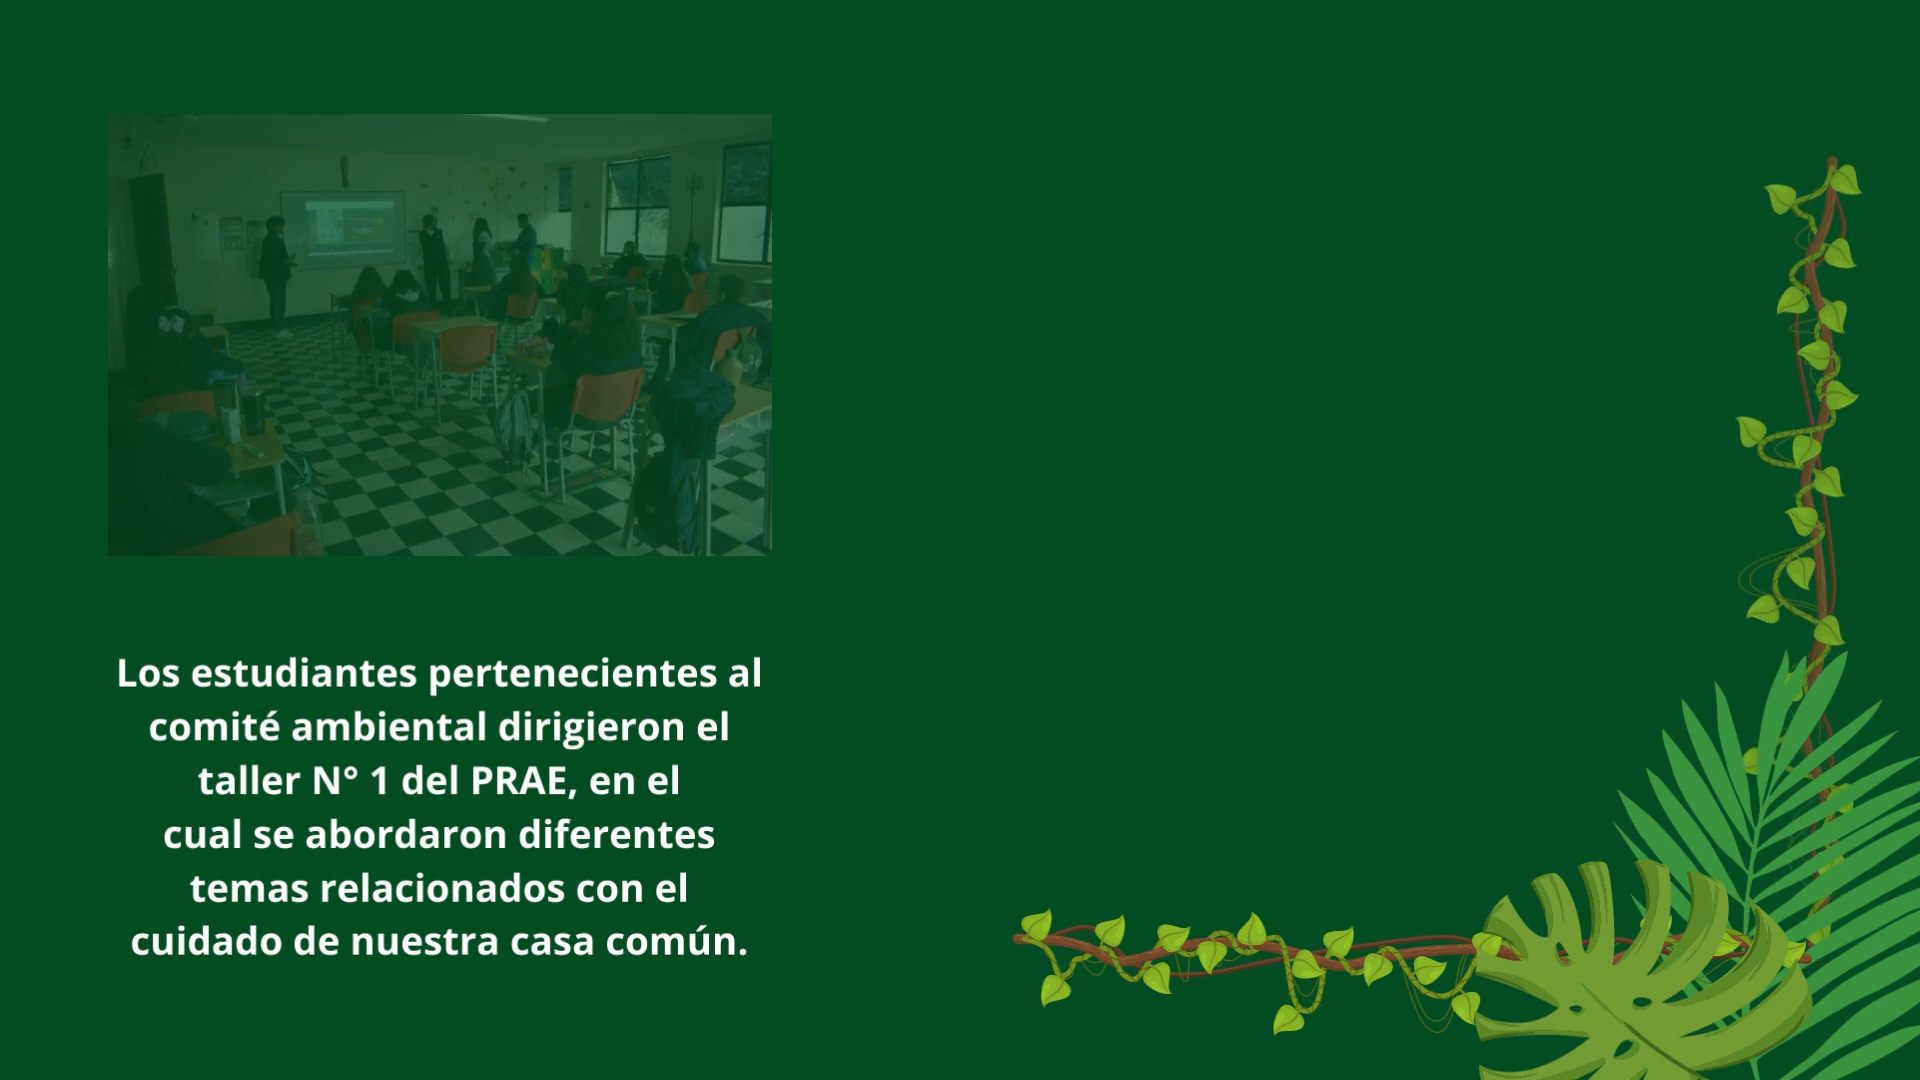 Los estudiantes pertenecientes al
comité ambiental dirigieron el
taller N° 1 del PRAE, en el
cual se abordaron diferentes
temas relacionados con el
cuidado de nuestra casa común.